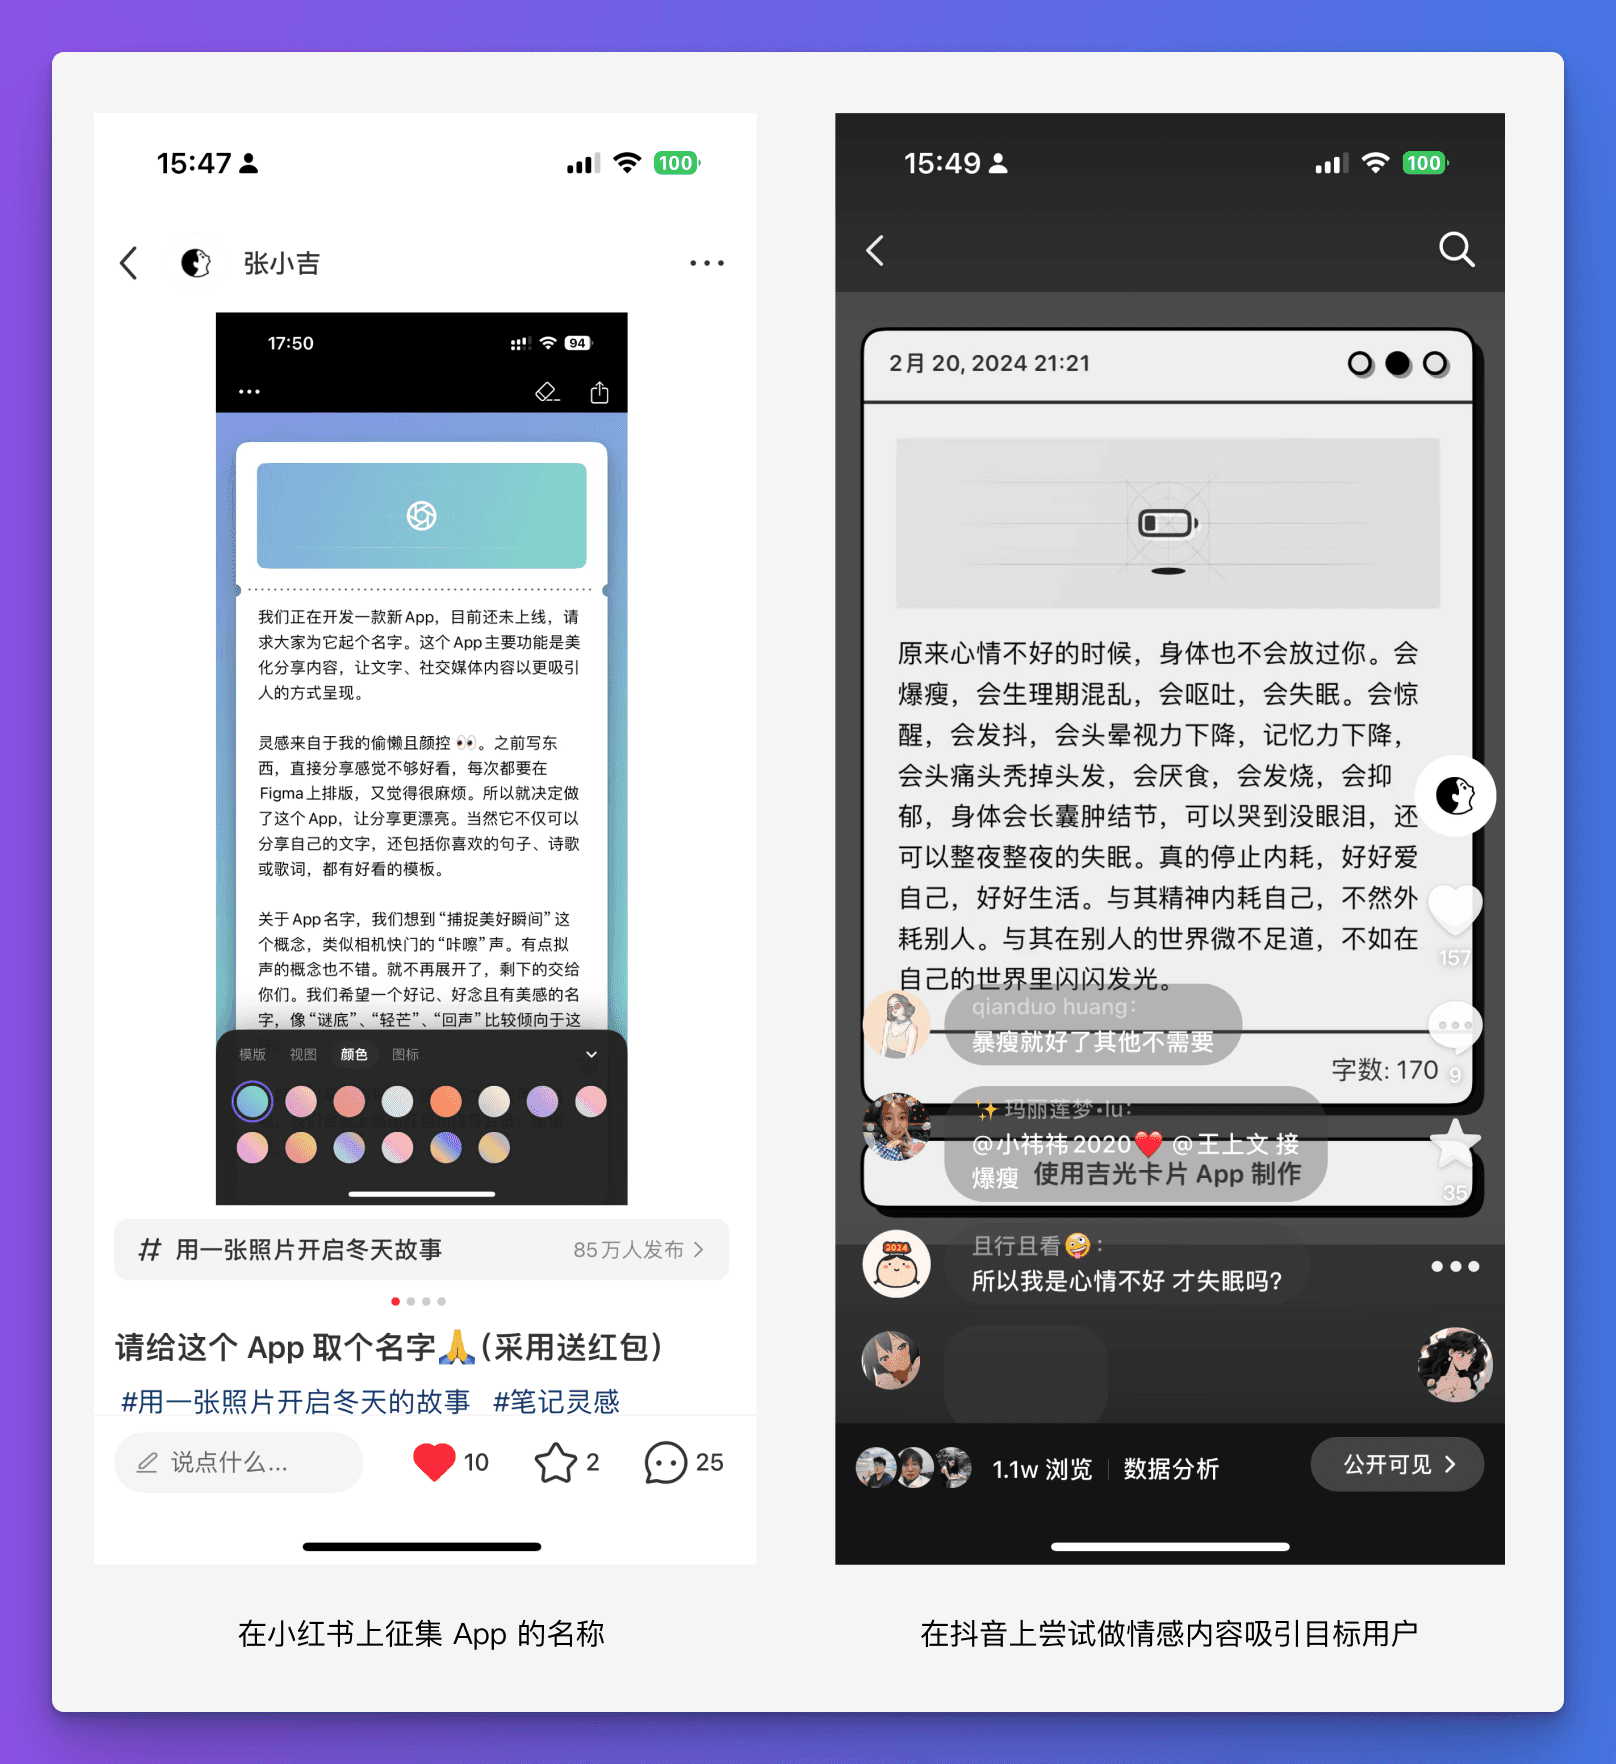 15:47
100
张小吉
17:50
94
我们正在开发一款新App，目前还未上线，请
求大家为它起个名字。这个App主要功能是美
化分享内容，让文字、社交媒体内容以更吸引
人的方式呈现。
灵感来自于我的偷懒且颜控👀。之前写东
西，直接分享感觉不够好看，每次都要在
Figma上排版，又觉得很麻烦。所以就决定做
了这个App，让分享更漂亮。当然它不仅可以
分享自己的文字，还包括你喜欢的句子、诗歌
或歌词，都有好看的模板。
关于App名字，我们想到“捕捉美好瞬间”这
个概念，类似相机快门的“咔嚓”声。有点拟
声的概念也不错。就不再展开了，剩下的交给
你们。我们希望一个好记、好念且有美感的名
字，像“谜底”、“轻芒”、“回声”比较倾向于这
模版 视图 颜色 图标
# 用一张照片开启冬天故事 85万人发布
请给这个 App 取个名字🙏（采用送红包）
#用一张照片开启冬天的故事 #笔记灵感
说点什么... 10 2 25
在小红书上征集 App 的名称
15:49
100
2月 20, 2024 21:21
原来心情不好的时候，身体也不会放过你。会
爆瘦，会生理期混乱，会呕吐，会失眠。会惊
醒，会发抖，会头晕视力下降，记忆力下降，
会头痛头秃掉头发，会厌食，会发烧，会抑
郁，身体会长囊肿结节，可以哭到没眼泪，还
可以整夜整夜的失眠。真的停止内耗，好好爱
自己，好好生活。与其精神内耗自己，不然外
耗别人。与其在别人的世界微不足道，不如在
自己的世界里闪闪发光。
157
qianduo huang：
暴瘦就好了其他不需要
字数: 170
9
✨玛丽莲梦•lu：
@小祎祎2020❤️ @王上文 接
爆瘦
使用吉光卡片 App 制作
35
2024
且行且看🤪：
所以我是心情不好 才失眠吗?
1.1w 浏览 数据分析
公开可见
在抖音上尝试做情感内容吸引目标用户